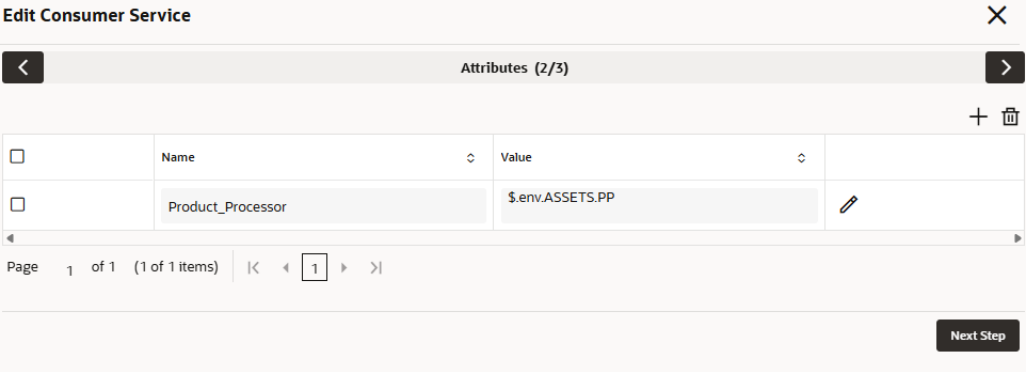 Edit Consumer Service
Attributes (2/3)
Name Value
Product_Processor $.env.ASSETS.PP
Page 1 of 1 (1 of 1 items) 1
Next Step